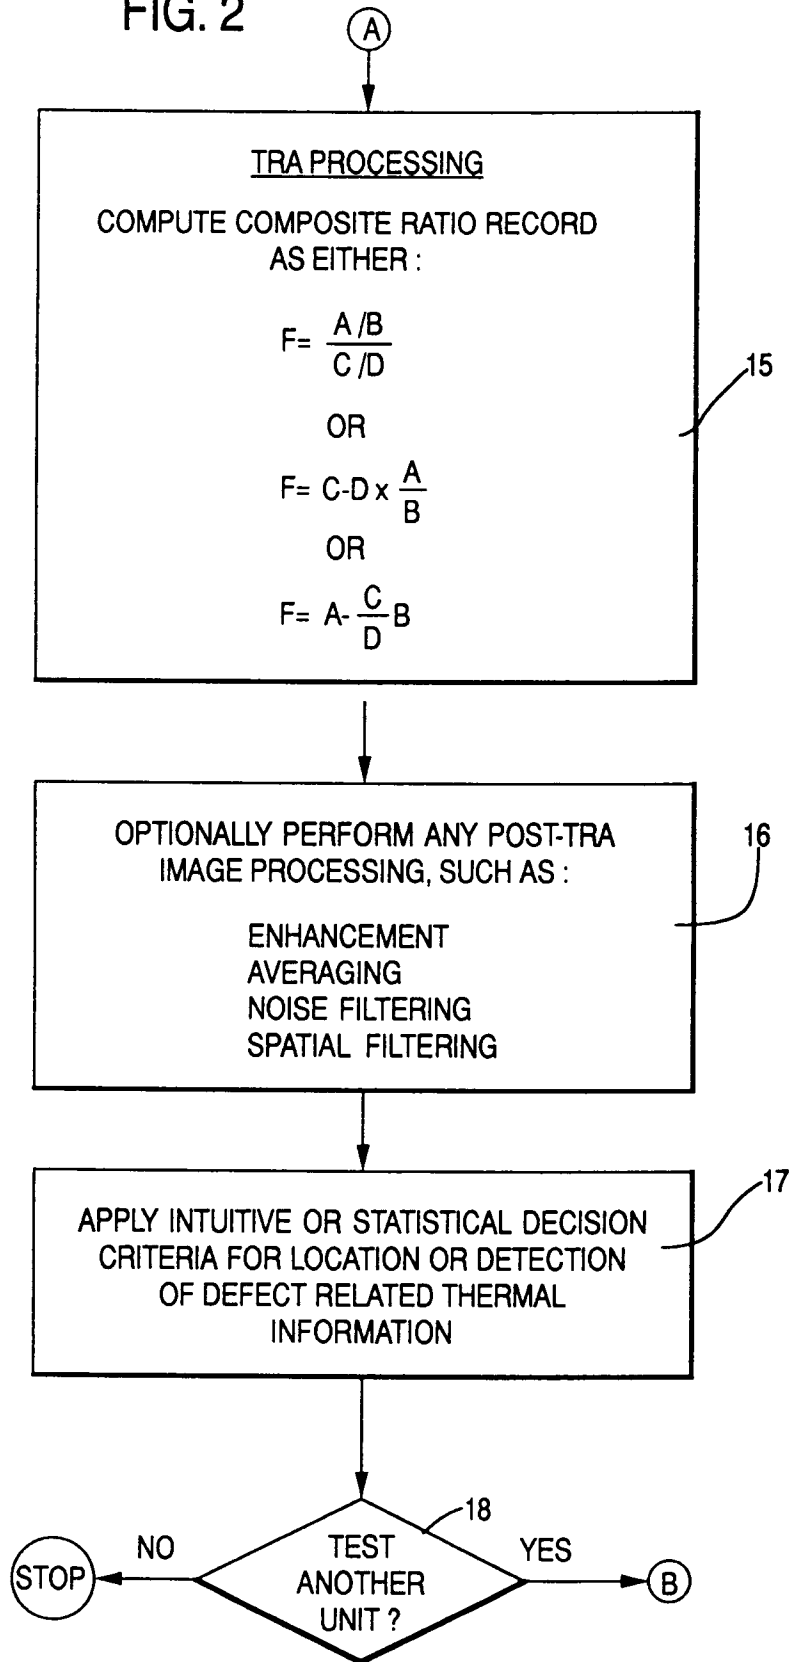 FIG. 2
A
TRA PROCESSING
COMPUTE COMPOSITE RATIO RECORD
AS EITHER :
F= A/B
C/D
OR
F= C-D x A
B
OR
F= A- C B
D
15
OPTIONALLY PERFORM ANY POST-TRA
IMAGE PROCESSING, SUCH AS :
ENHANCEMENT
AVERAGING
NOISE FILTERING
SPATIAL FILTERING
16
APPLY INTUITIVE OR STATISTICAL DECISION
CRITERIA FOR LOCATION OR DETECTION
OF DEFECT RELATED THERMAL
INFORMATION
17
18
TEST
ANOTHER
UNIT ?
NO
STOP
YES
B